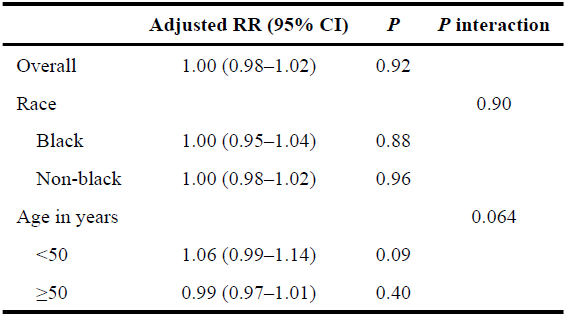 Adjusted RR (95% CI) P P interaction
Overall 1.00 (0.98–1.02) 0.92
Race 0.90
Black 1.00 (0.95–1.04) 0.88
Non-black 1.00 (0.98–1.02) 0.96
Age in years 0.064
<50 1.06 (0.99–1.14) 0.09
≥50 0.99 (0.97–1.01) 0.40